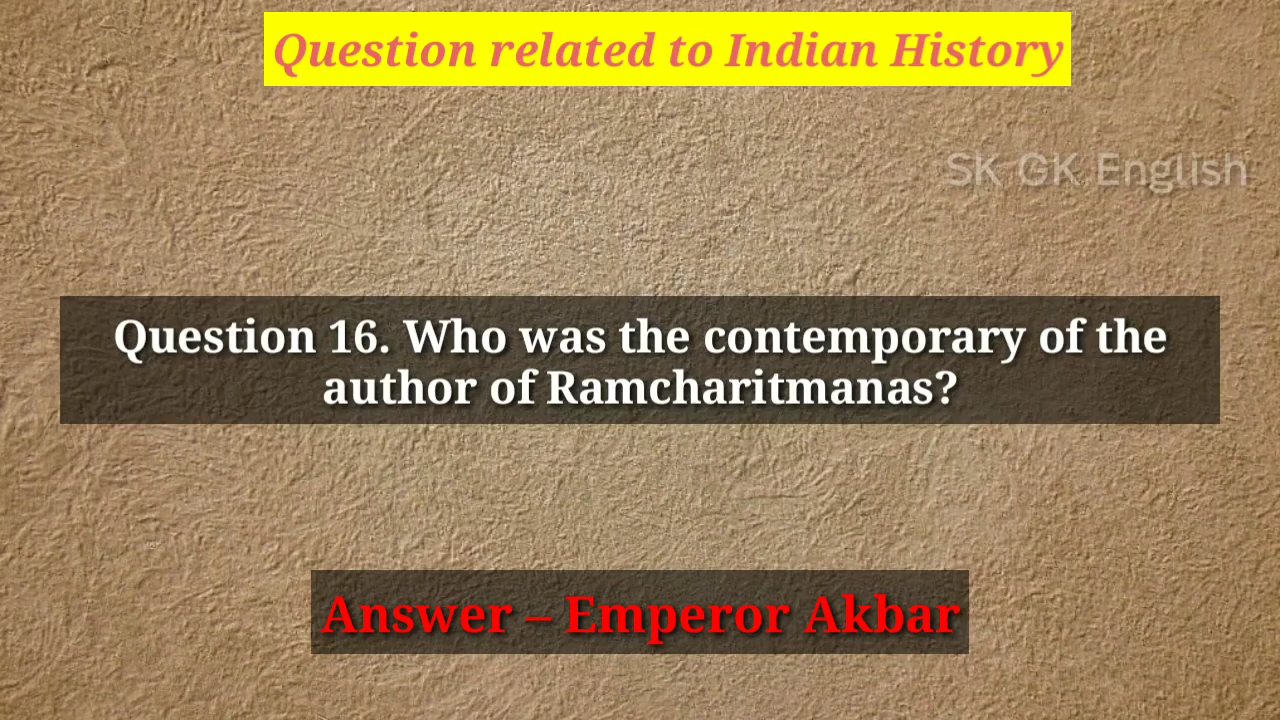 Question related to Indian History
SK GK English
Question 16. Who was the contemporary of the
author of Ramcharitmanas?
Answer – Emperor Akbar